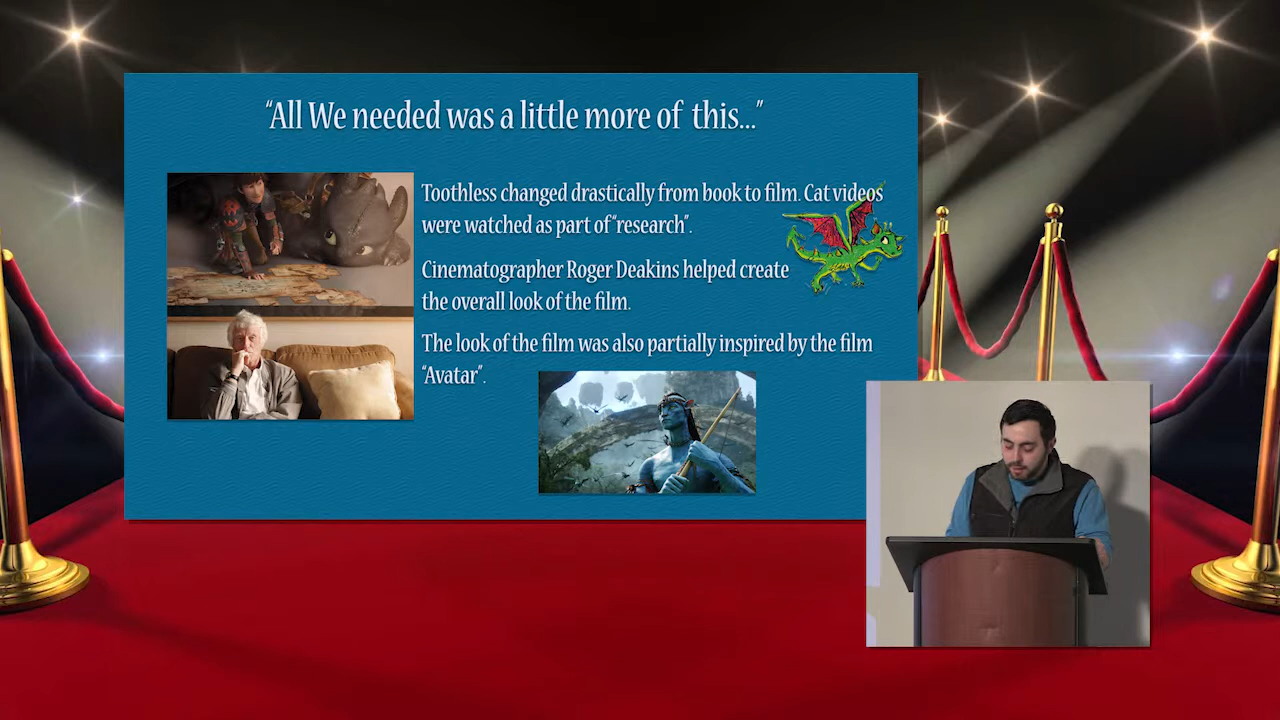 “All We needed was a little more of this...”
Toothless changed drastically from book to film. Cat videos
were watched as part of “research”.
Cinematographer Roger Deakins helped create
the overall look of the film.
The look of the film was also partially inspired by the film
“Avatar”.